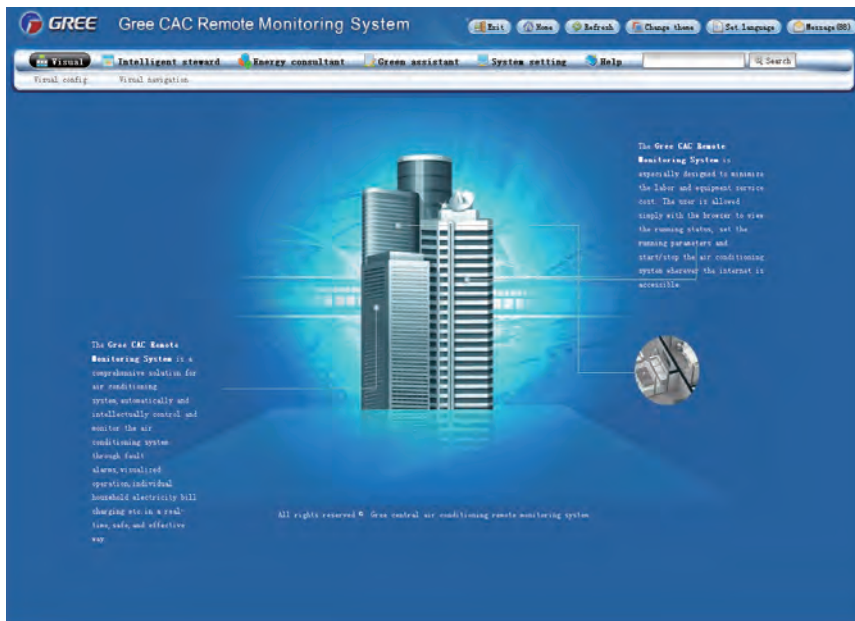 GREE Gree CAC Remote Monitoring System
Exit Home Refresh Change theme Set language Message(88)
Visual Intelligent steward Energy consultant Green assistant System setting Help Search
Visual config Visual navigation
The Gree CAC Remote
Monitoring System is
especially designed to minimize
the labor and equipment service
cost. The user is allowed
simply with the browser to view
the running status, set the
running parameters and
start/stop the air conditioning
system wherever the internet is
accessible.
The Gree CAC Remote
Monitoring System is a
comprehensive solution for
air conditioning
system, automatically and
intellectually control and
monitor the air
conditioning system
through fault
alarms, visualized
operation, individual
household electricity bill
charging etc. in a real-
time, safe, and effective
way.
All rights reserved © Gree central air conditioning remote monitoring system